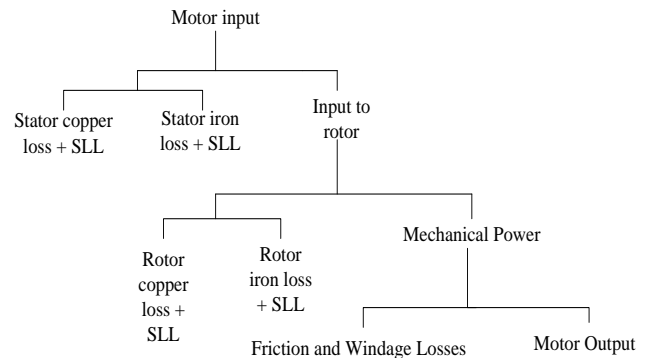 Motor input
Stator copper
loss + SLL
Stator iron
loss + SLL
Input to
rotor
Rotor
copper
loss +
SLL
Rotor
iron loss
+ SLL
Mechanical Power
Friction and Windage Losses
Motor Output